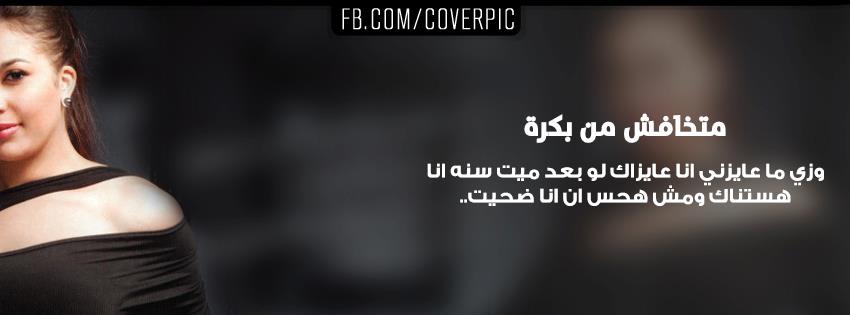 FB.COM/COVERPIC
متخافش من بكرة
وزي ما عايزني انا عايزاك لو بعد ميت سنه انا
هستناك ومش هحس ان انا ضحيت..